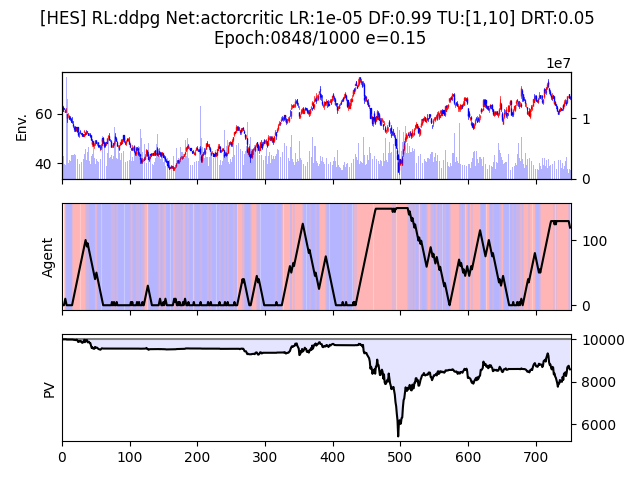 [HES] RL:ddpg Net:actorcritic LR:1e-05 DF:0.99 TU:[1,10] DRT:0.05
Epoch:0848/1000 e=0.15
1e7
Env.
60
40
1
0
Agent
100
0
PV
10000
8000
6000
0 100 200 300 400 500 600 700